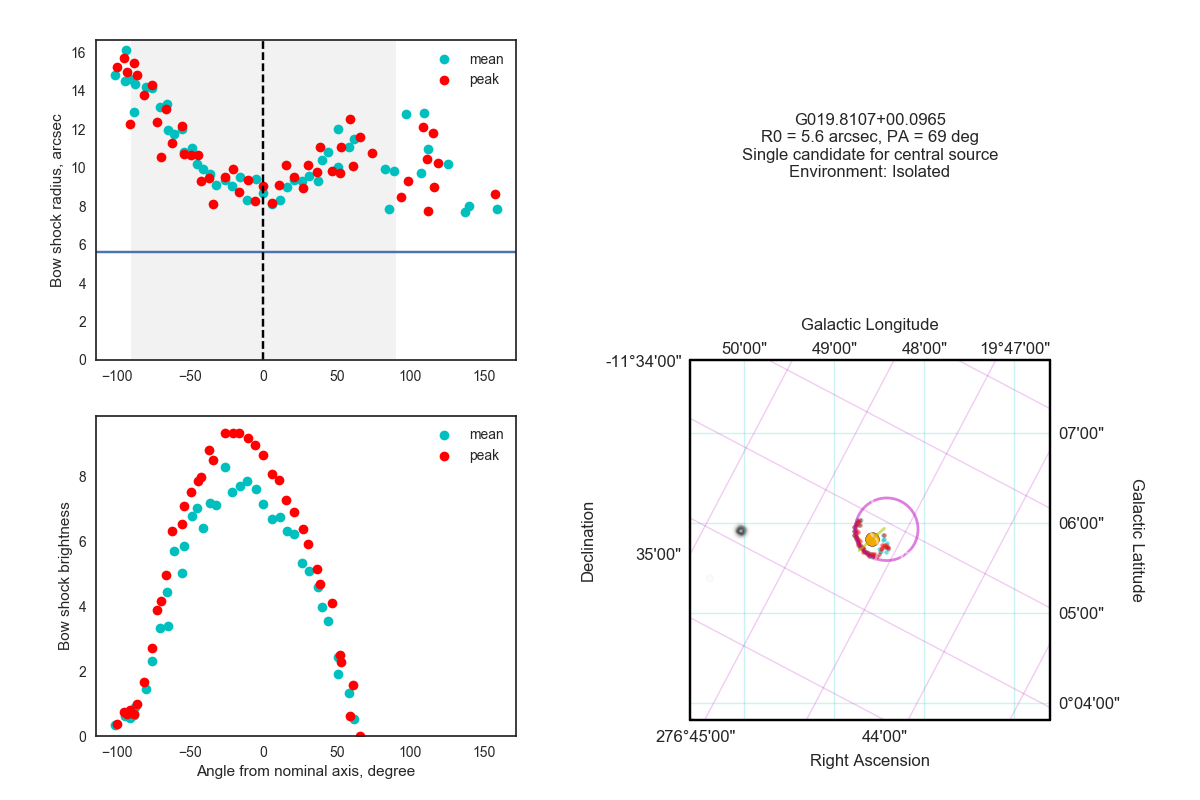 16
14
12
10
8
6
4
2
0
Bow shock radius, arcsec
mean
peak
−100
−50
0
50
100
150
G019.8107+00.0965
R0 = 5.6 arcsec, PA = 69 deg
Single candidate for central source
Environment: Isolated
8
6
4
2
0
Bow shock brightness
mean
peak
−100
−50
0
50
100
150
Angle from nominal axis, degree
Galactic Longitude
50'00"
49'00"
48'00"
19°47'00"
-11°34'00"
35'00"
Declination
07'00"
06'00"
05'00"
0°04'00"
Galactic Latitude
276°45'00"
44'00"
Right Ascension